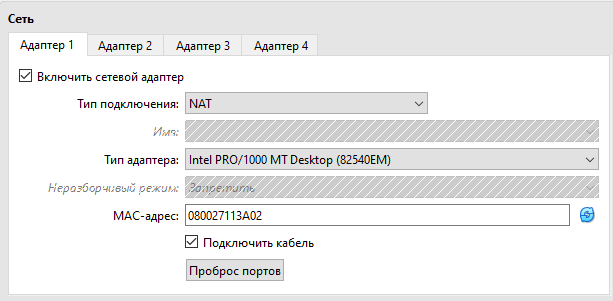 Сеть
Адаптер 1 Адаптер 2 Адаптер 3 Адаптер 4
Включить сетевой адаптер
Тип подключения: NAT
Имя:
Тип адаптера: Intel PRO/1000 MT Desktop (82540EM)
Неразборчивый режим: Запретить
MAC-адрес: 080027113A02
Подключить кабель
Проброс портов